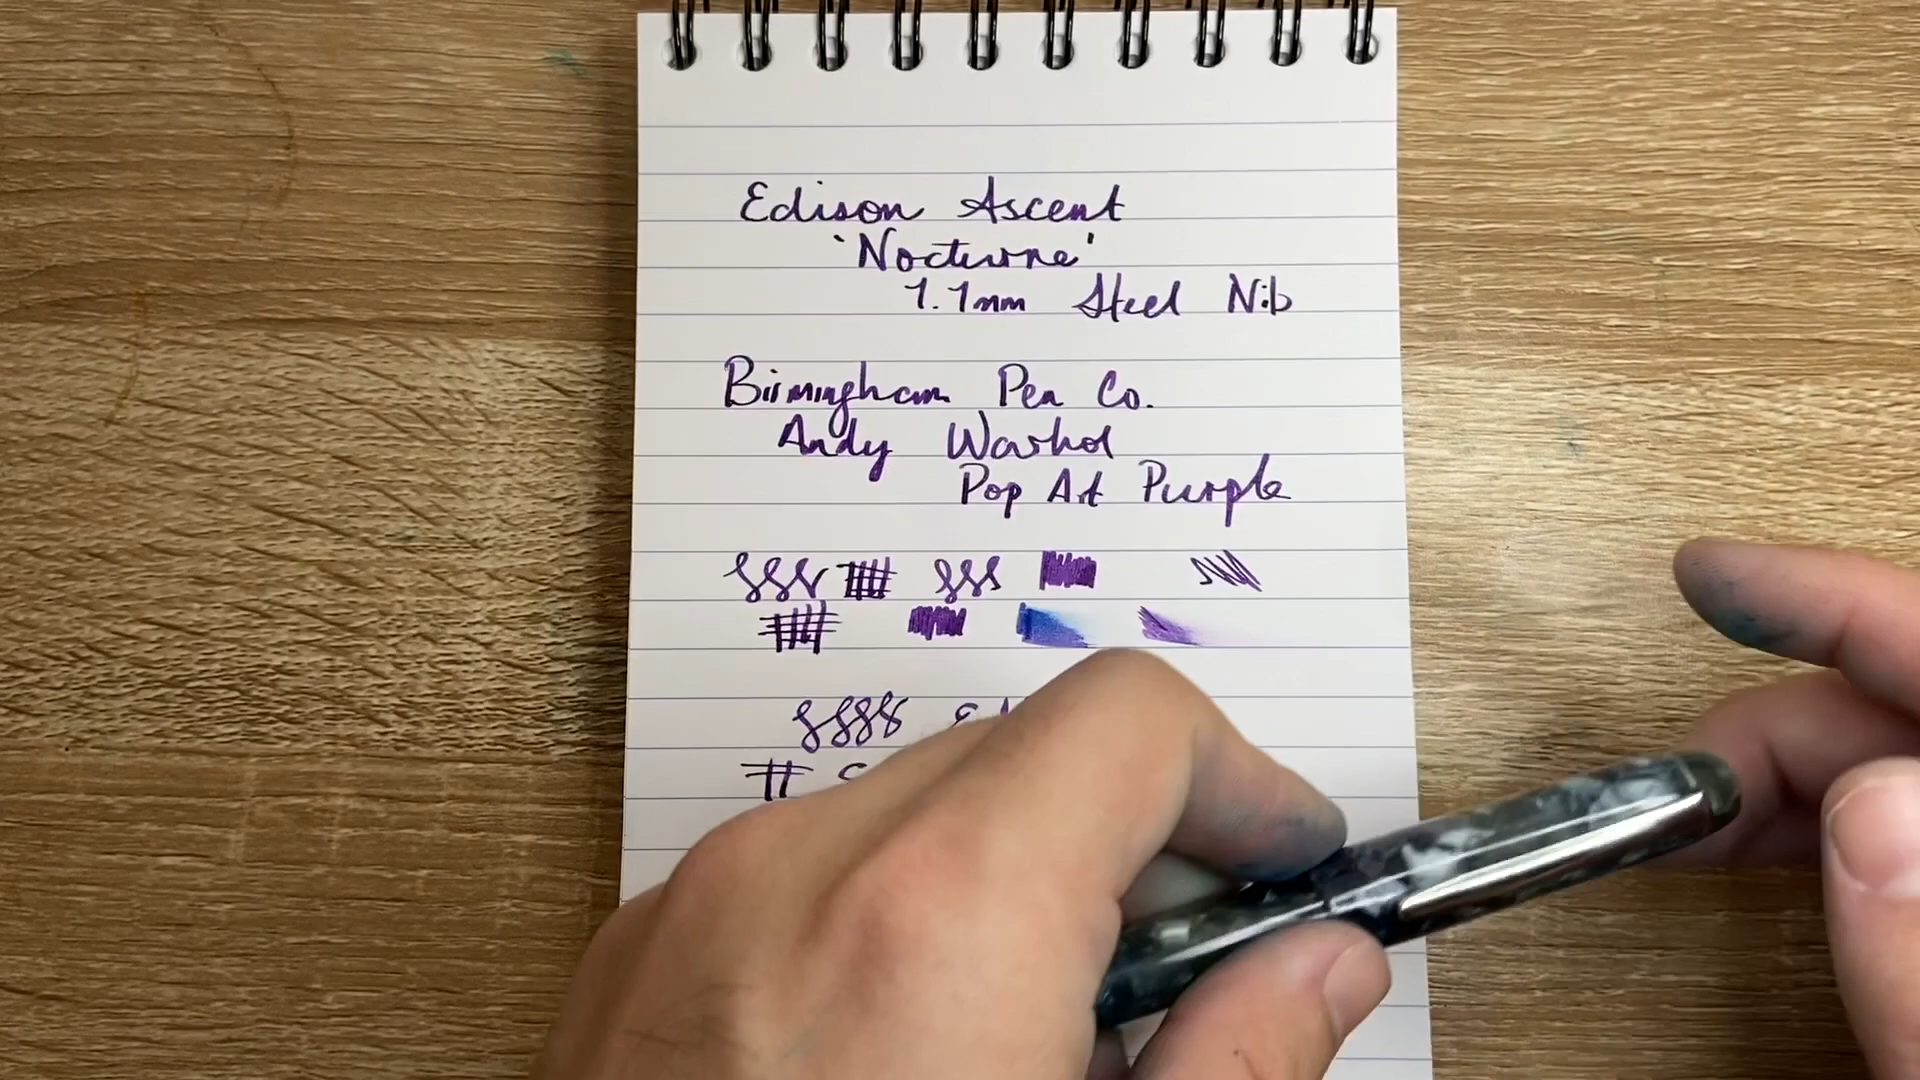 Edison Ascent
'Nocturne'
1.1mm Steel Nib
Birmingham Pen Co.
Andy Warhol
Pop Art Purple